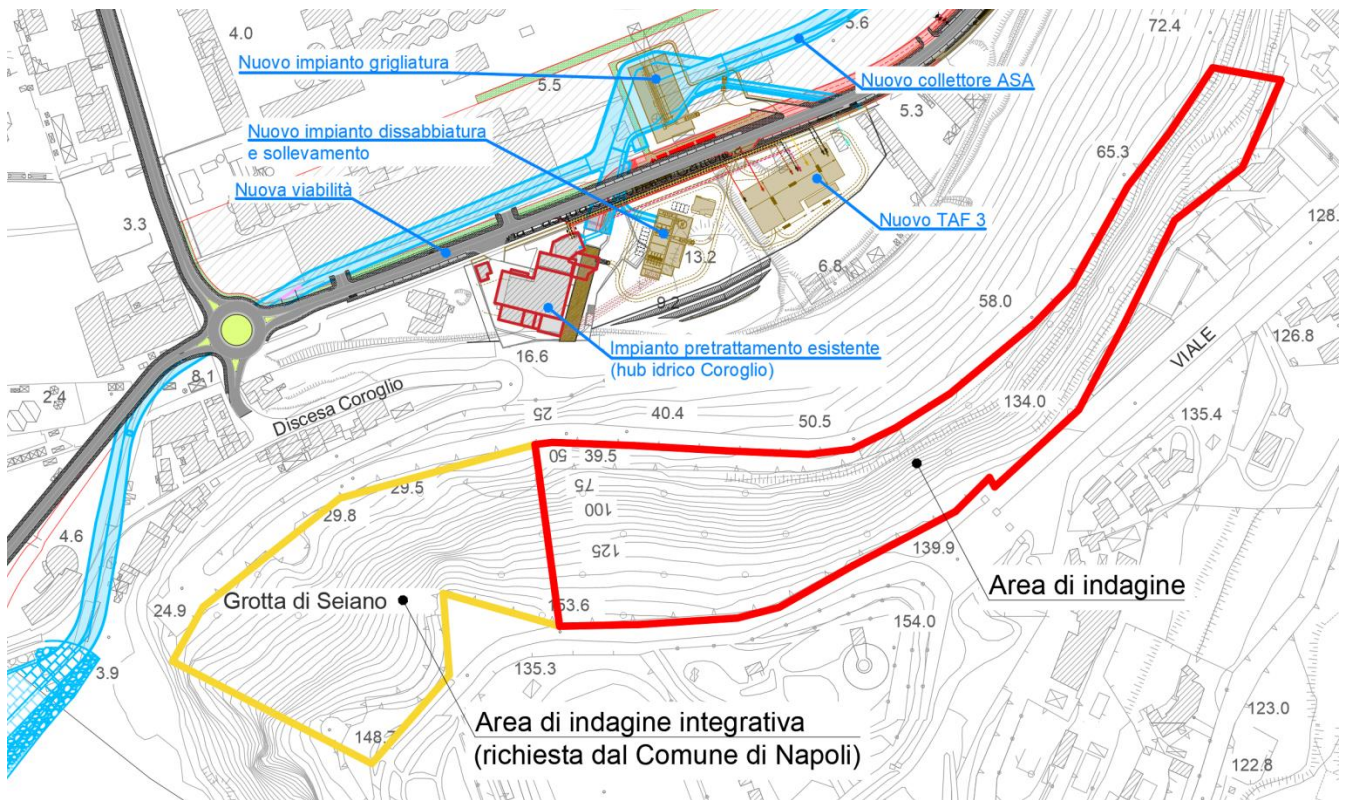 72.4
4.0
5.6
Nuovo impianto grigliatura
5.5
Nuovo collettore ASA
5.3
Nuovo impianto dissabbiatura
e sollevamento
65.3
Nuova viabilità
3.3
Nuovo TAF 3
128.
13.2
6.8
9.2
58.0
Impianto pretrattamento esistente
(hub idrico Coroglio)
16.6
VIALE
126.8
8.1
2.4
Discesa Coroglio
25
40.4
50.5
134.0
135.4
50
39.5
29.5
75
100
29.8
125
4.6
139.9
Area di indagine
24.9
Grotta di Seiano
153.6
154.0
3.9
135.3
Area di indagine integrativa
(richiesta dal Comune di Napoli)
148.7
123.0
122.8